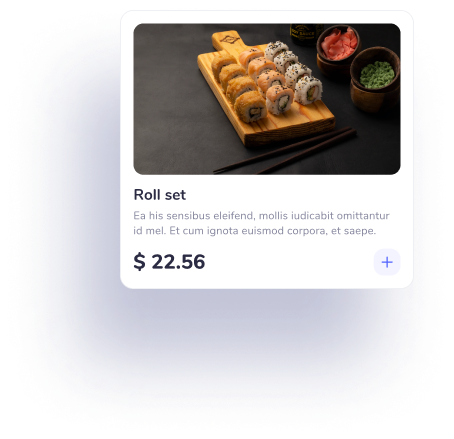 Roll set
Ea his sensibus eleifend, mollis iudicabit omittantur
id mel. Et cum ignota euismod corpora, et saepe.
$ 22.56
+